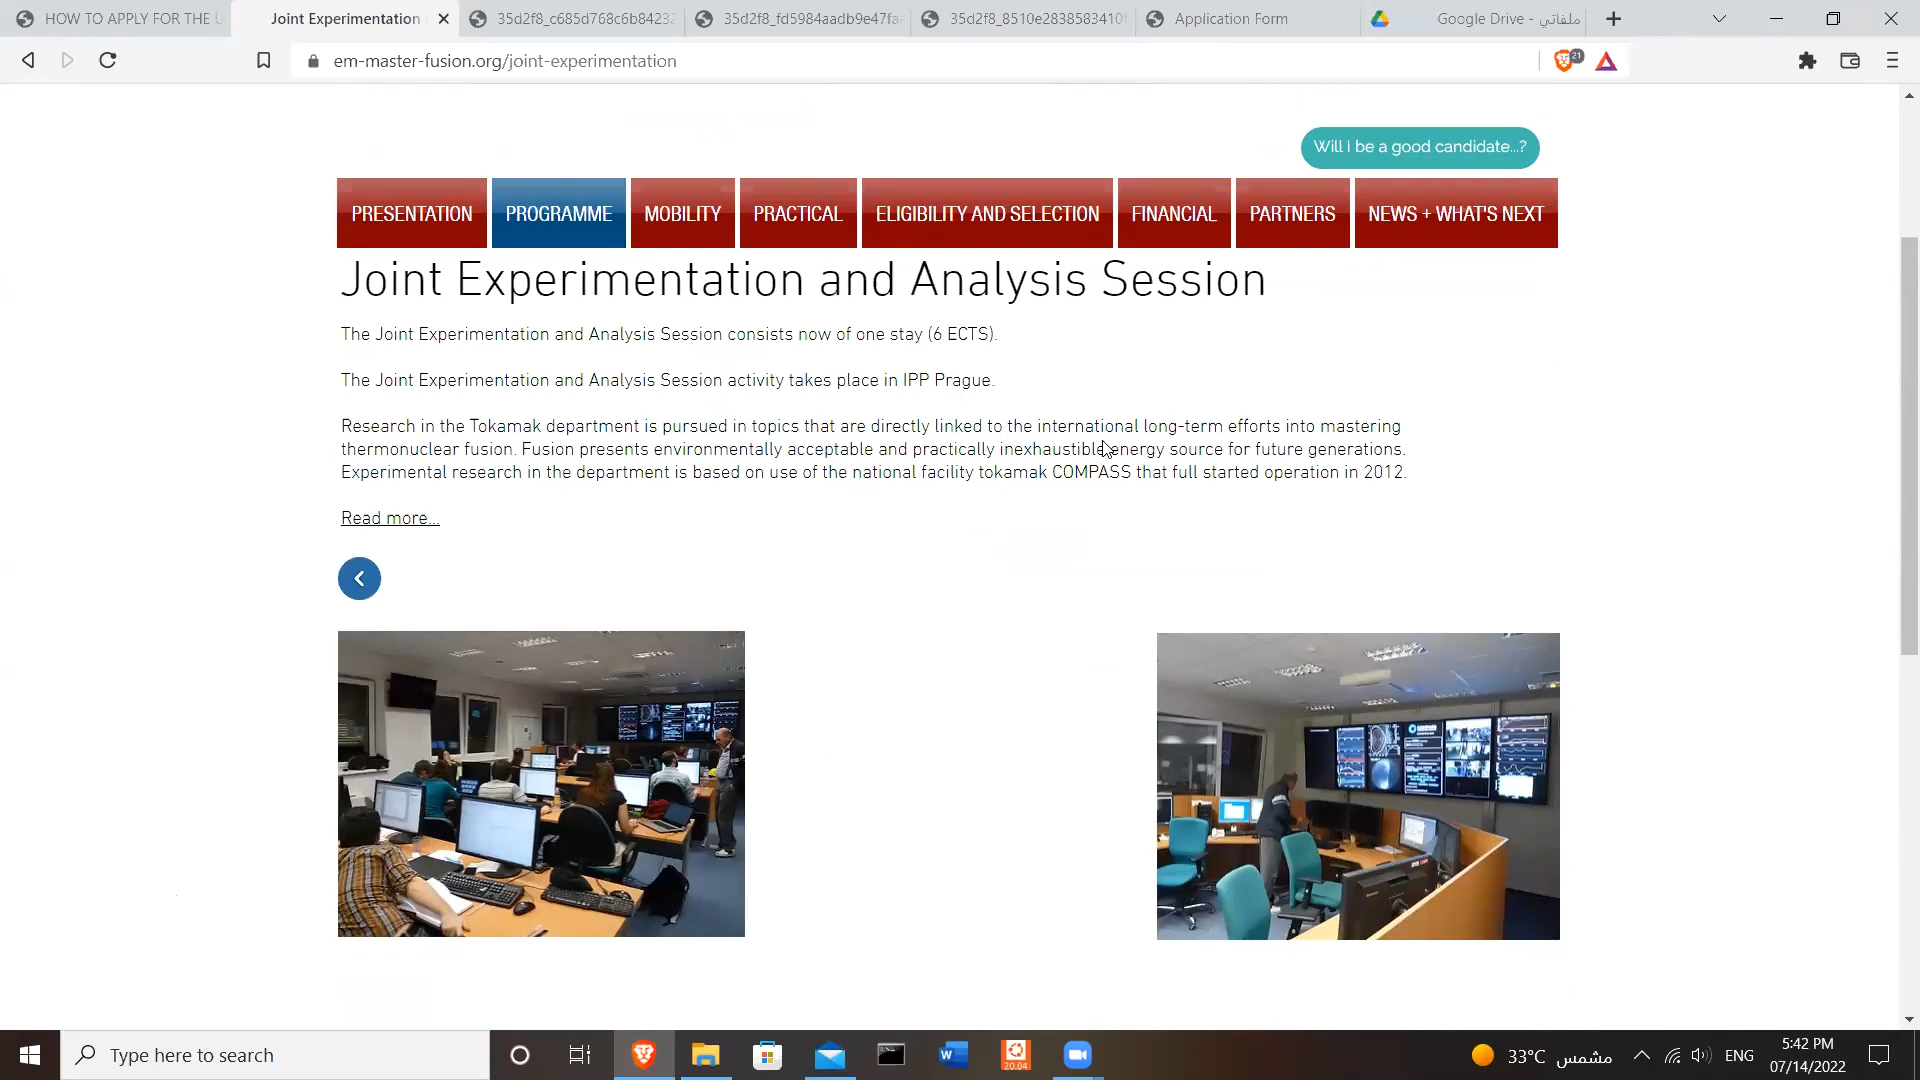 HOW TO APPLY FOR THE U
Joint Experimentation
35d2f8_c685d768c6b84232
35d2f8_fd5984aadb9e47faa
35d2f8_8510e2838583410f
Application Form
ملفاتي - Google Drive
em-master-fusion.org/joint-experimentation
21
Will I be a good candidate...?
PRESENTATION
PROGRAMME
MOBILITY
PRACTICAL
ELIGIBILITY AND SELECTION
FINANCIAL
PARTNERS
NEWS + WHAT'S NEXT
Joint Experimentation and Analysis Session
The Joint Experimentation and Analysis Session consists now of one stay (6 ECTS).
The Joint Experimentation and Analysis Session activity takes place in IPP Prague.
Research in the Tokamak department is pursued in topics that are directly linked to the international long-term efforts into mastering
thermonuclear fusion. Fusion presents environmentally acceptable and practically inexhaustible energy source for future generations.
Experimental research in the department is based on use of the national facility tokamak COMPASS that full started operation in 2012.
Read more...
Type here to search
W
20.04
33°C مشمس
ENG
5:42 PM
07/14/2022